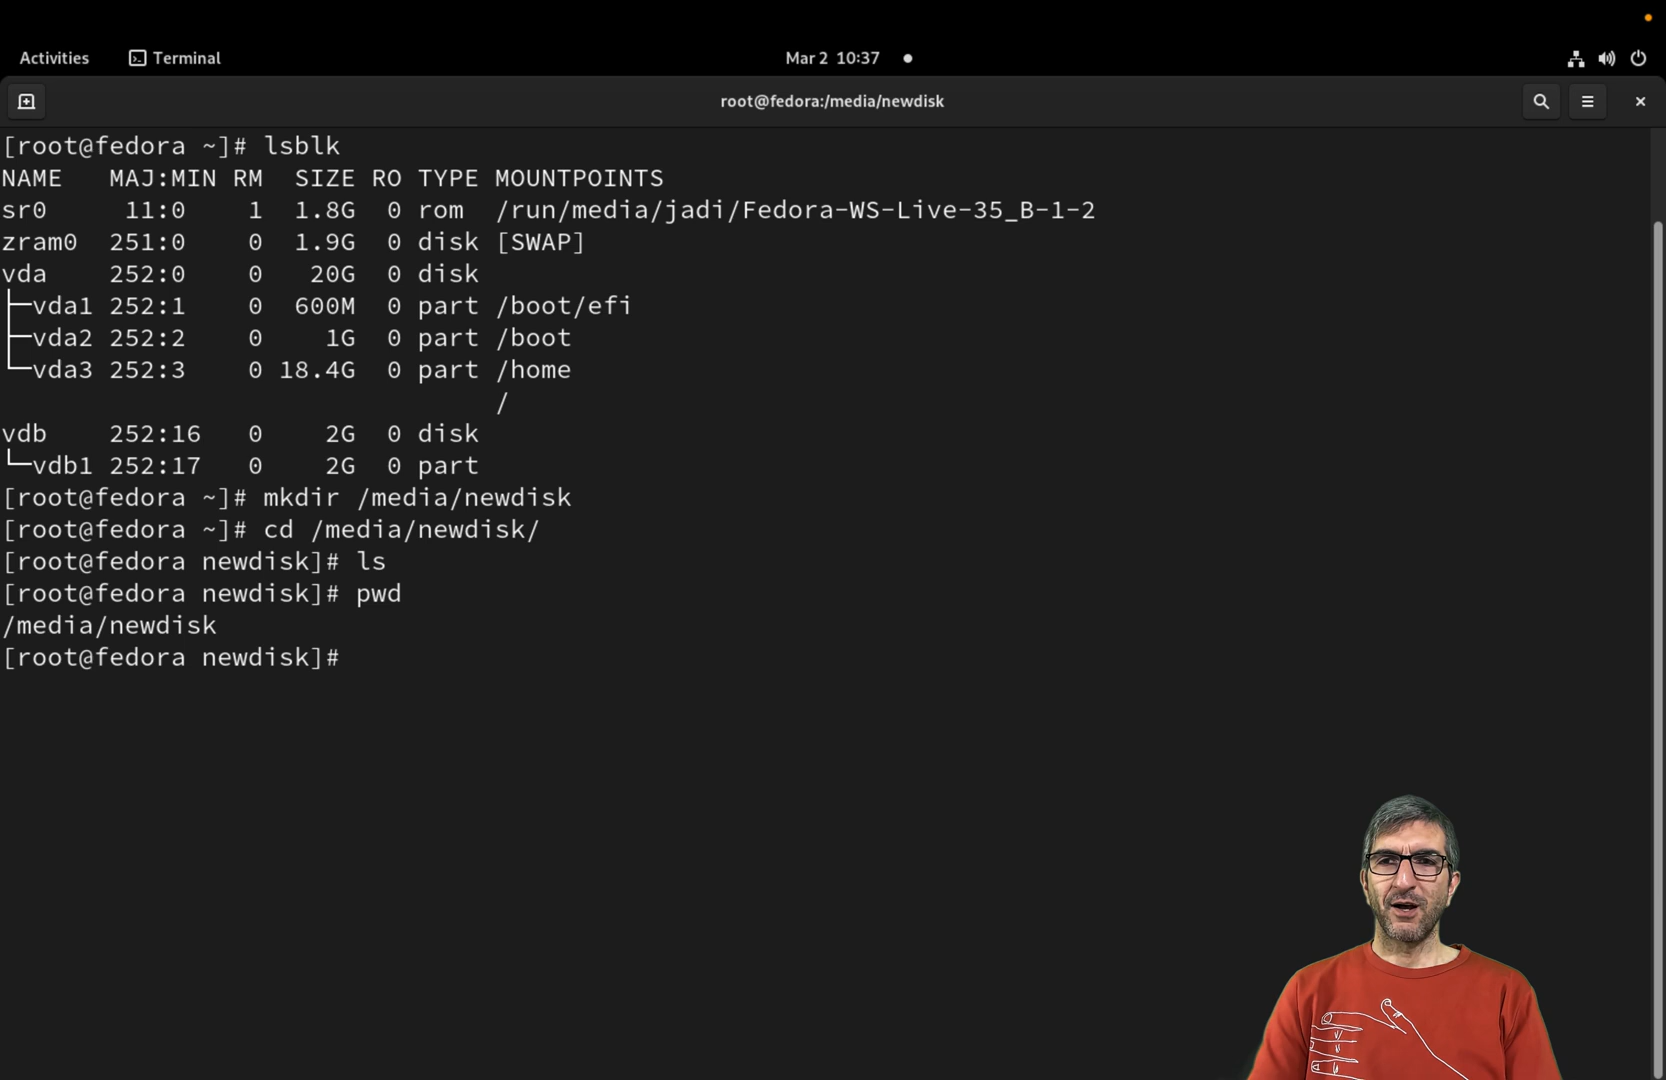 Activities Terminal Mar 2 10:37
root@fedora:/media/newdisk
[root@fedora ~]# lsblk
NAME MAJ:MIN RM SIZE RO TYPE MOUNTPOINTS
sr0 11:0 1 1.8G 0 rom /run/media/jadi/Fedora-WS-Live-35_B-1-2
zram0 251:0 0 1.9G 0 disk [SWAP]
vda 252:0 0 20G 0 disk
├─vda1 252:1 0 600M 0 part /boot/efi
├─vda2 252:2 0 1G 0 part /boot
└─vda3 252:3 0 18.4G 0 part /home
/
vdb 252:16 0 2G 0 disk
└─vdb1 252:17 0 2G 0 part
[root@fedora ~]# mkdir /media/newdisk
[root@fedora ~]# cd /media/newdisk/
[root@fedora newdisk]# ls
[root@fedora newdisk]# pwd
/media/newdisk
[root@fedora newdisk]#